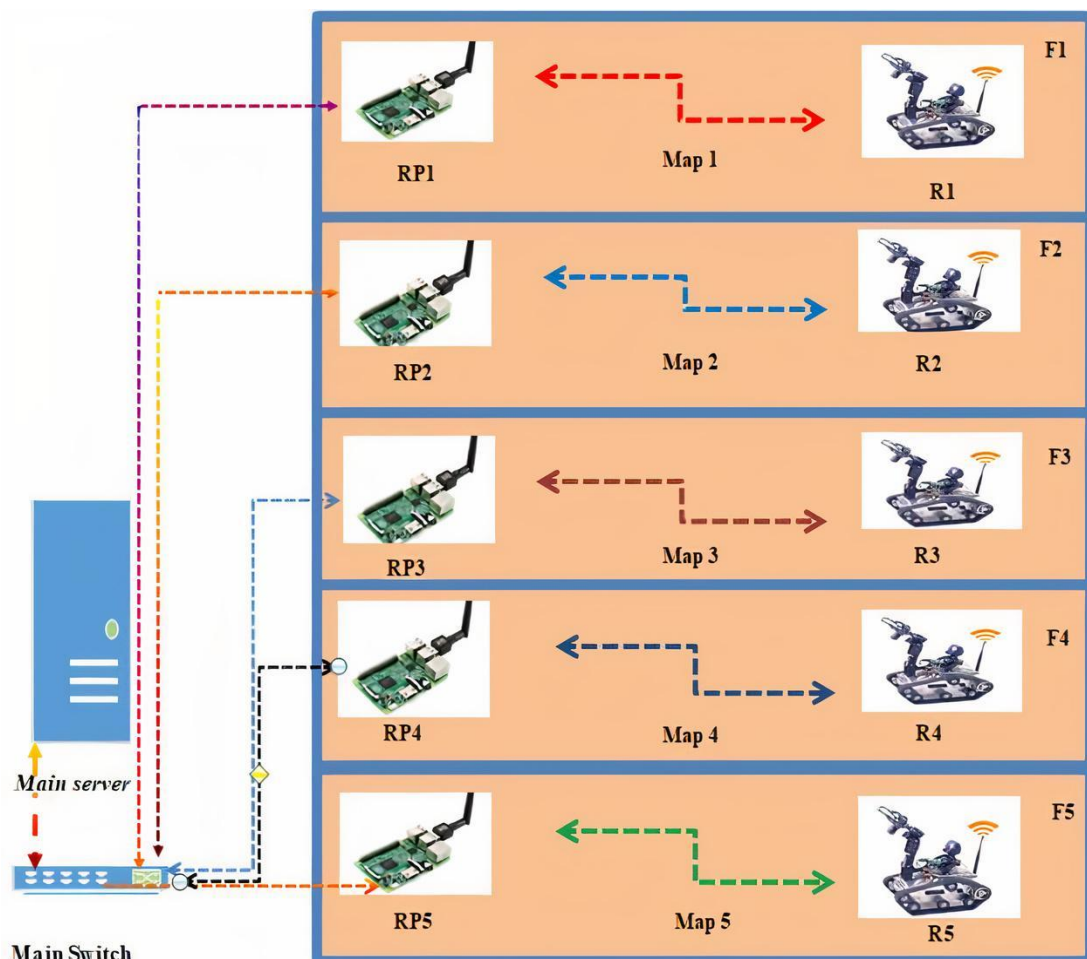 F1
RP1
Map 1
R1
F2
RP2
Map 2
R2
F3
RP3
Map 3
R3
F4
RP4
Map 4
R4
Main server
F5
RP5
Map 5
R5
Main Switch